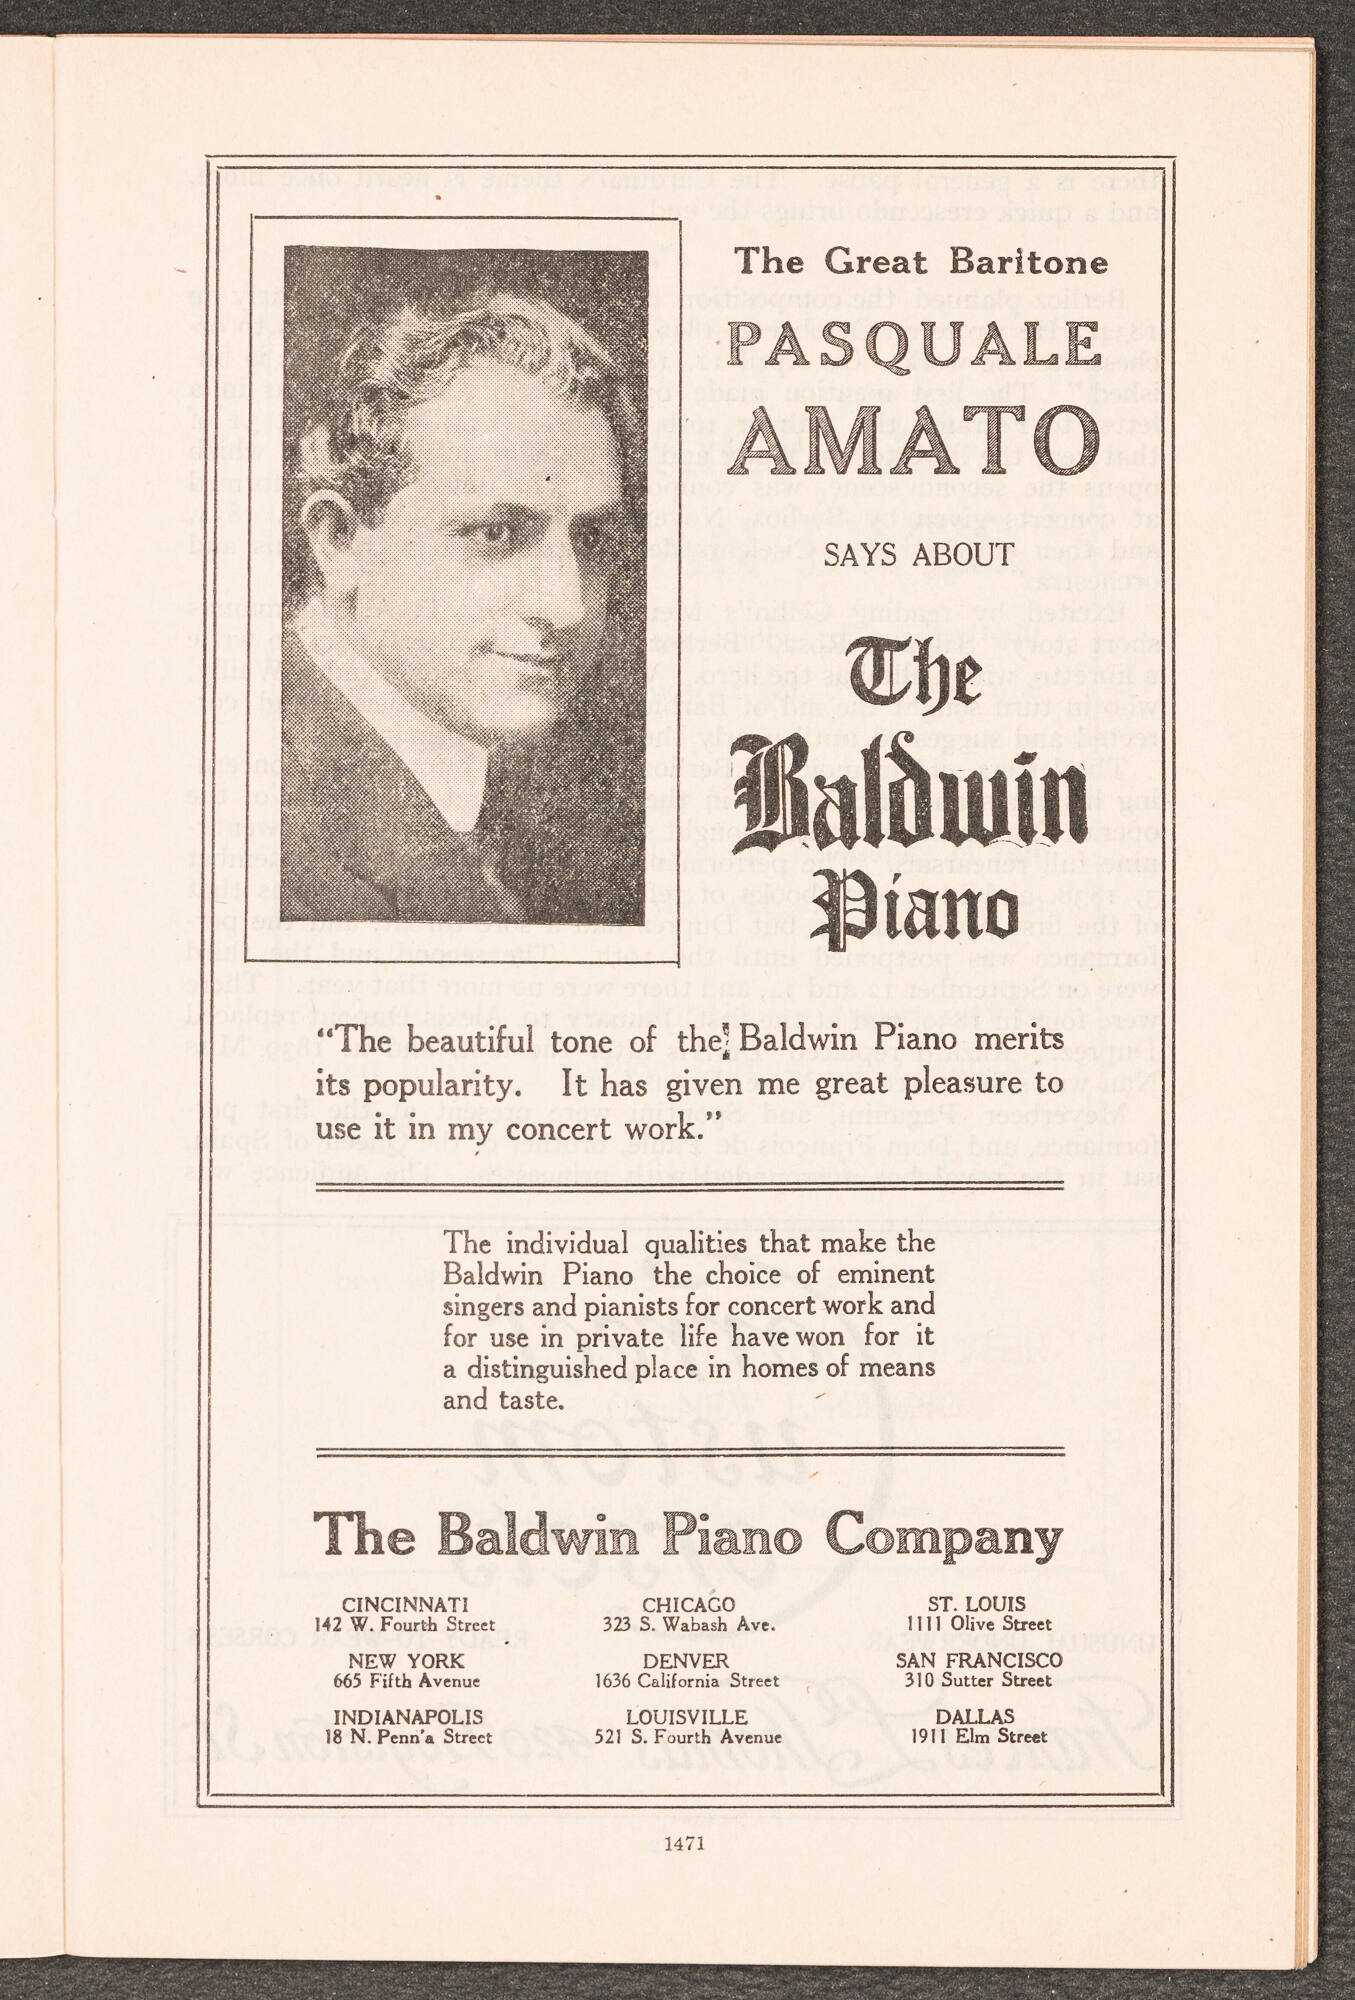 The Great Baritone
PASQUALE
AMATO
SAYS ABOUT
The
Baldwin
Piano
“The beautiful tone of the Baldwin Piano merits
its popularity. It has given me great pleasure to
use it in my concert work.”
The individual qualities that make the
Baldwin Piano the choice of eminent
singers and pianists for concert work and
for use in private life have won for it
a distinguished place in homes of means
and taste.
The Baldwin Piano Company
CINCINNATI
142 W. Fourth Street
CHICAGO
323 S. Wabash Ave.
ST. LOUIS
1111 Olive Street
NEW YORK
665 Fifth Avenue
DENVER
1636 California Street
SAN FRANCISCO
310 Sutter Street
INDIANAPOLIS
18 N. Penn'a Street
LOUISVILLE
521 S. Fourth Avenue
DALLAS
1911 Elm Street
1471